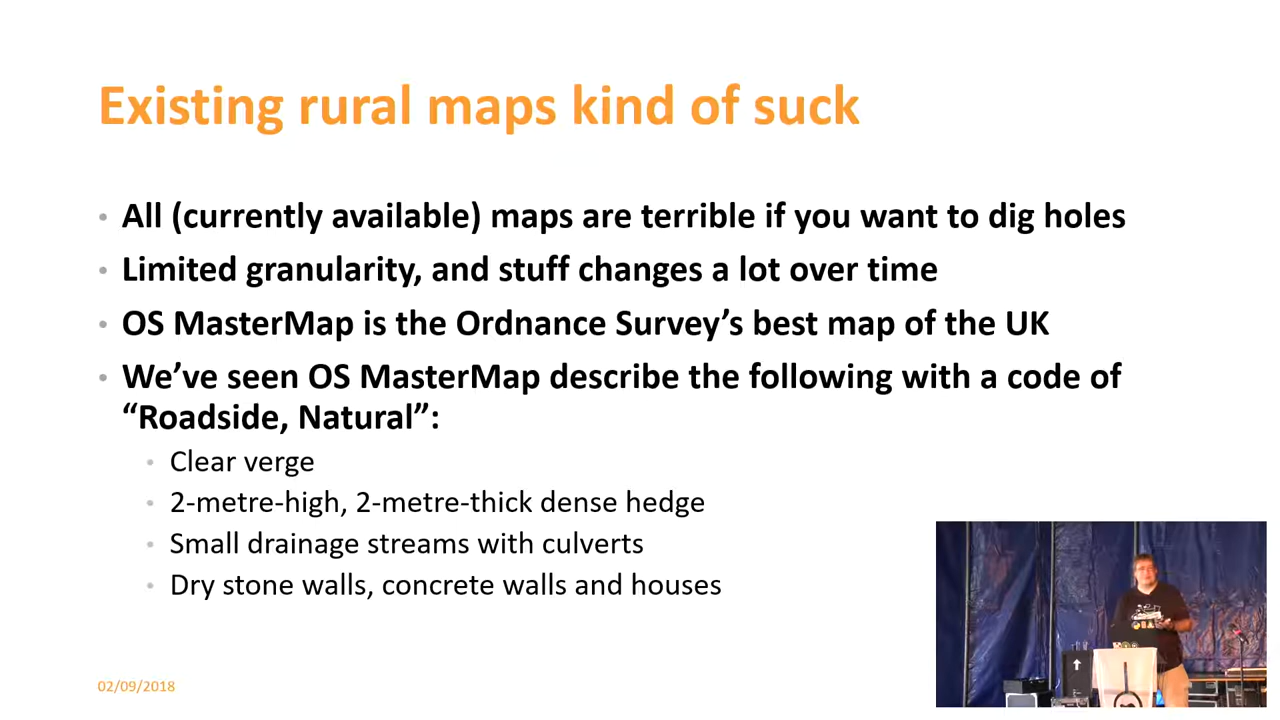 Existing rural maps kind of suck
• All (currently available) maps are terrible if you want to dig holes
• Limited granularity, and stuff changes a lot over time
• OS MasterMap is the Ordnance Survey’s best map of the UK
• We’ve seen OS MasterMap describe the following with a code of
“Roadside, Natural”:
• Clear verge
• 2-metre-high, 2-metre-thick dense hedge
• Small drainage streams with culverts
• Dry stone walls, concrete walls and houses
02/09/2018